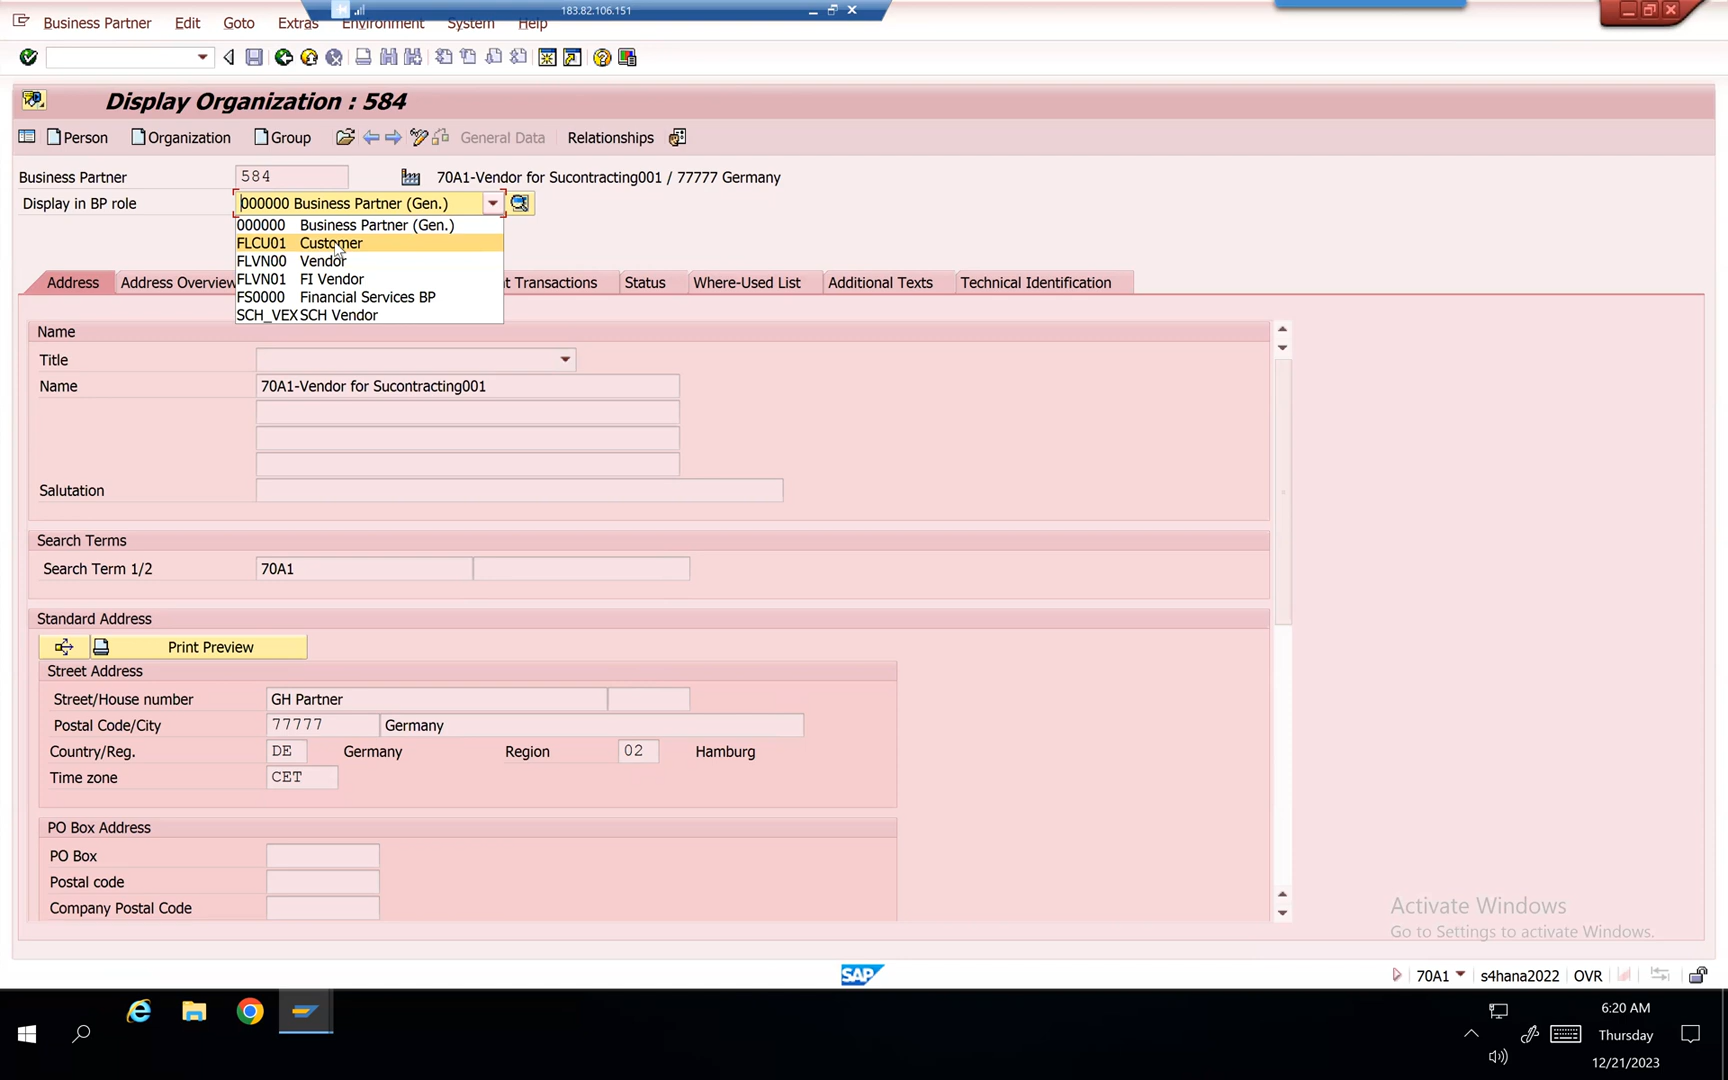 183.82.106.151
Business Partner Edit Goto Extras Environment System Help
Display Organization : 584
Person Organization Group General Data Relationships
Business Partner 584 70A1-Vendor for Sucontracting001 / 77777 Germany
Display in BP role 000000 Business Partner (Gen.)
000000 Business Partner (Gen.)
FLCU01 Customer
FLVN00 Vendor
FLVN01 FI Vendor
FS0000 Financial Services BP
SCH_VEX SCH Vendor
Address Address Overview t Transactions Status Where-Used List Additional Texts Technical Identification
Name
Title
Name 70A1-Vendor for Sucontracting001
Salutation
Search Terms
Search Term 1/2 70A1
Standard Address
Print Preview
Street Address
Street/House number GH Partner
Postal Code/City 77777 Germany
Country/Reg. DE Germany Region 02 Hamburg
Time zone CET
PO Box Address
PO Box
Postal code
Company Postal Code
Activate Windows
Go to Settings to activate Windows.
SAP 70A1 s4hana2022 OVR
6:20 AM
Thursday
12/21/2023